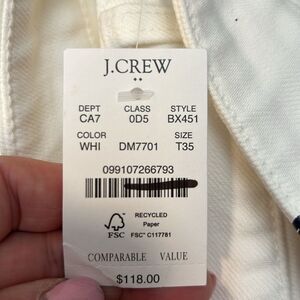 J.CREW
DEPT CLASS STYLE
CA7 0D5 BX451
COLOR SIZE
WHI DM7701 T35
099107266793
FSC
RECYCLED
Paper
FSC® C117781
COMPARABLE VALUE
$118.00